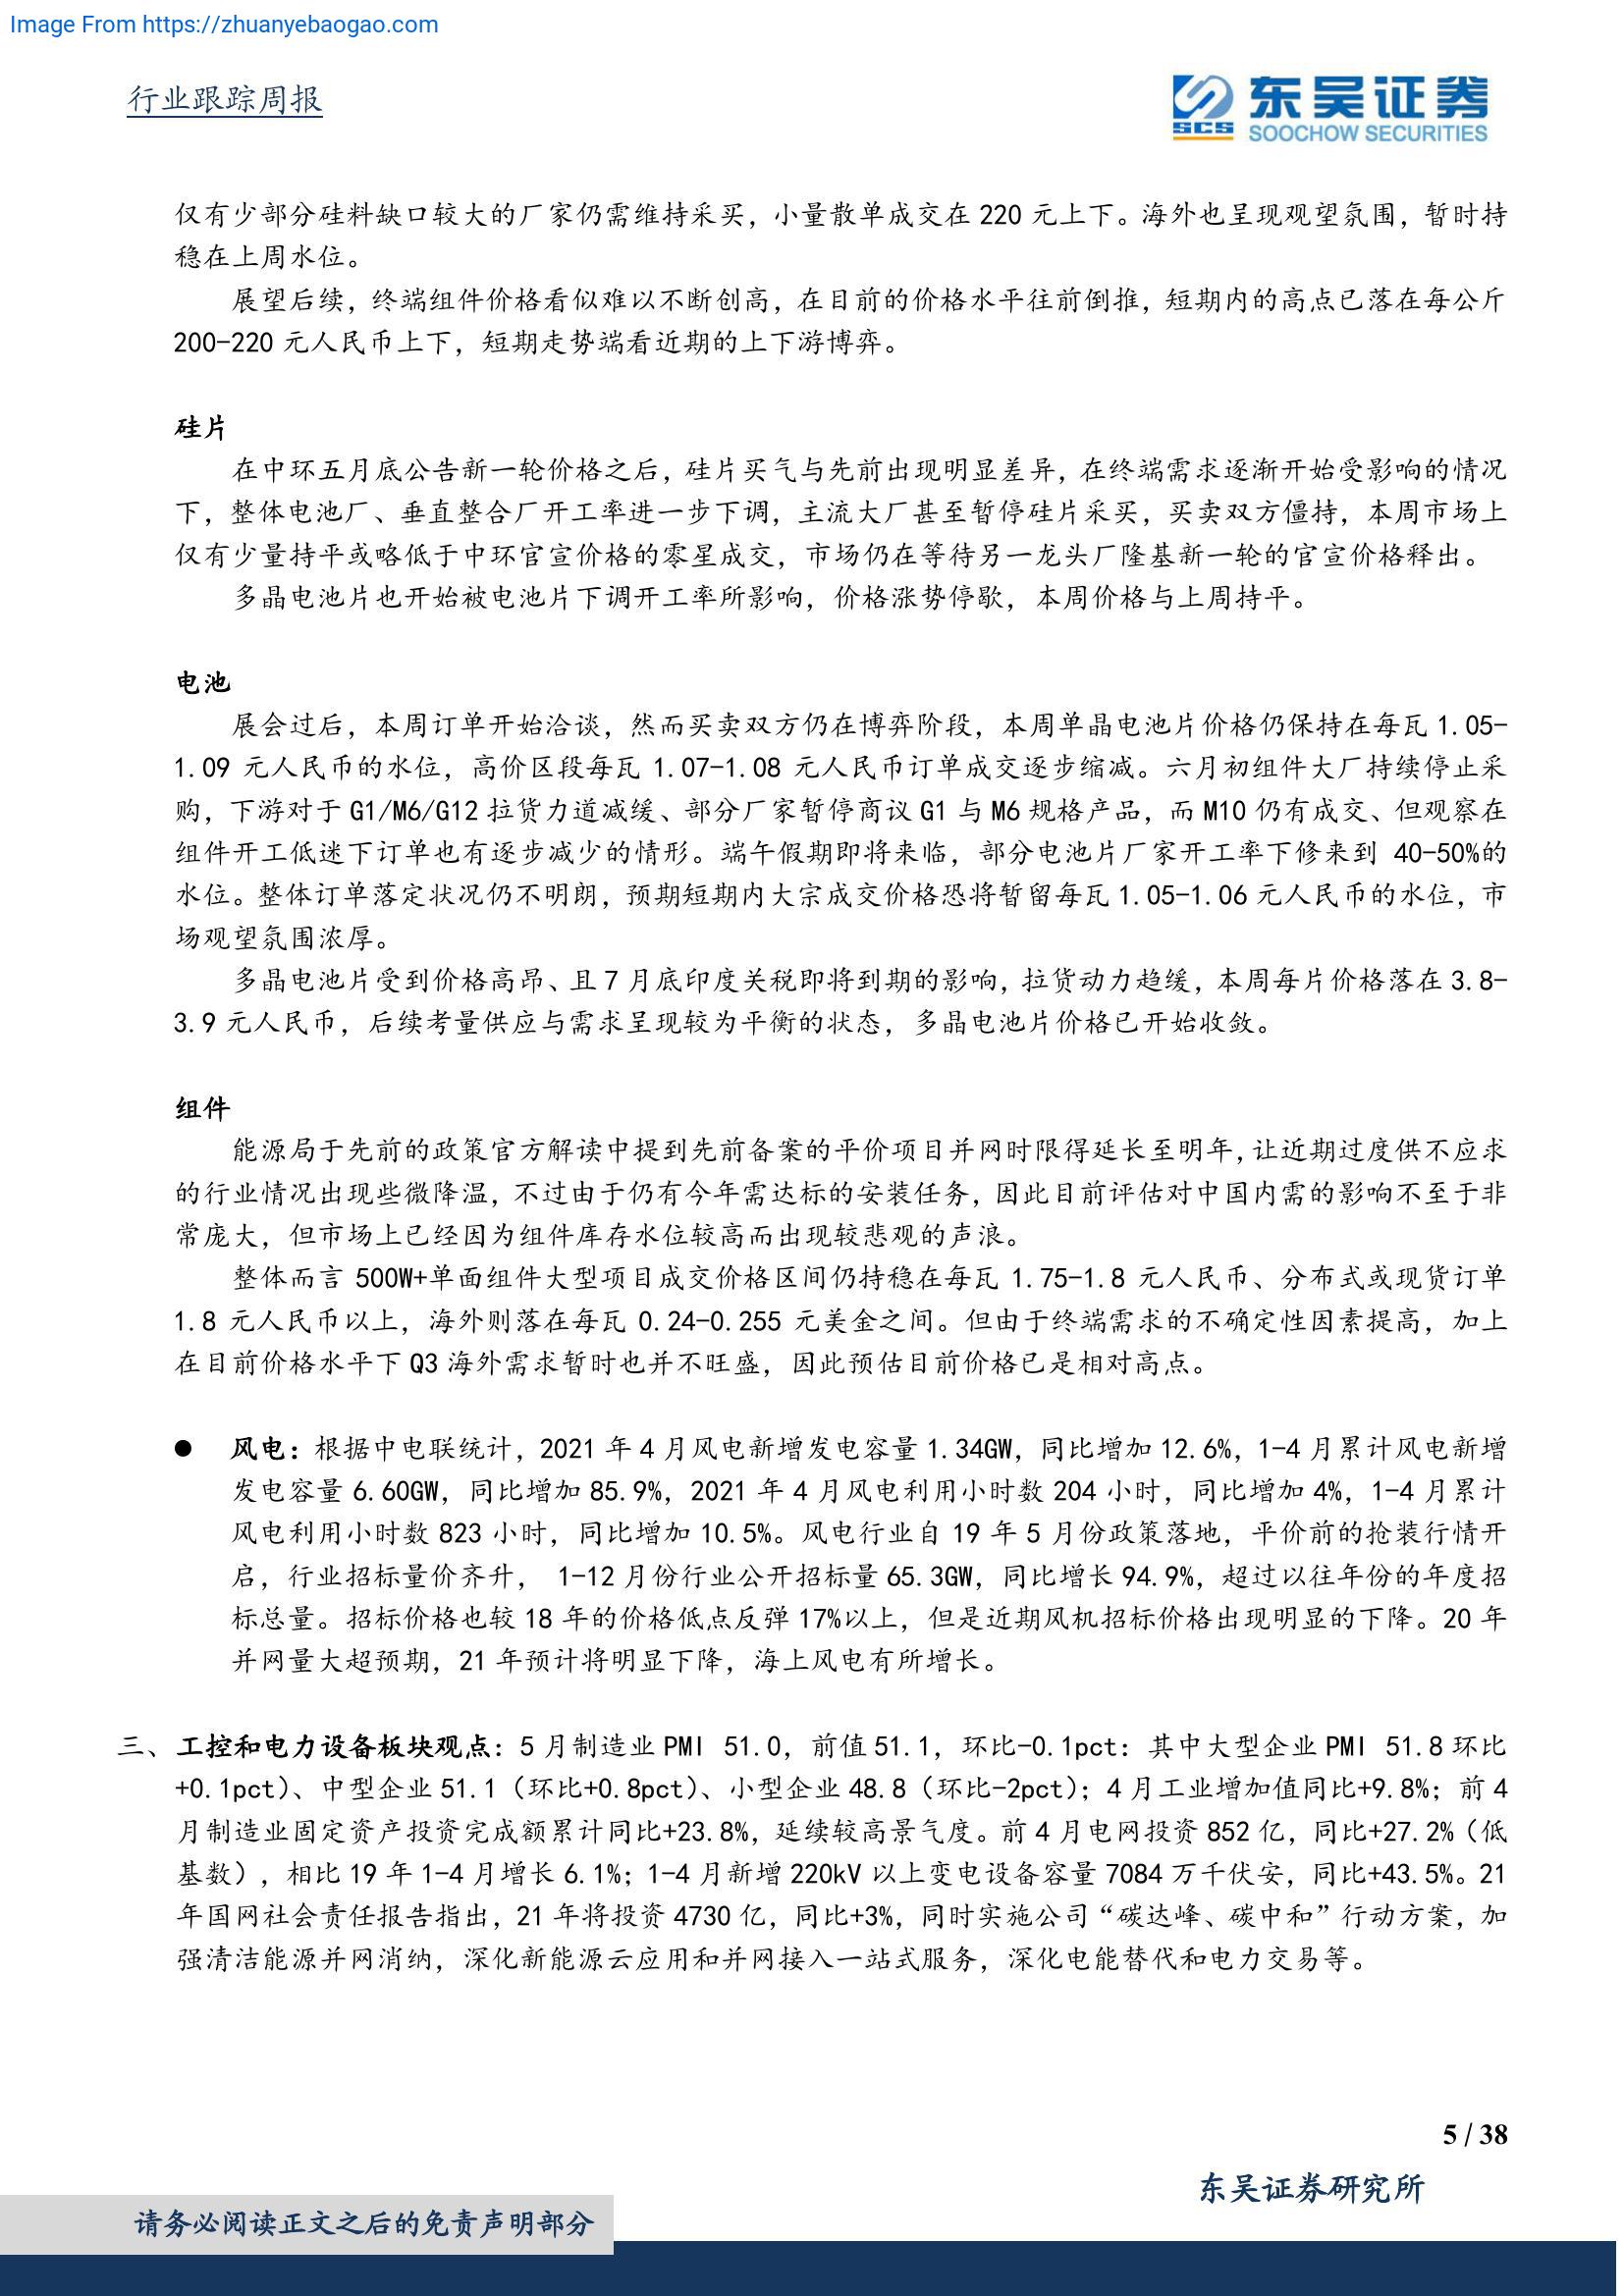 Image From https://zhuanyebaogao.com
行业跟踪周报
SCS
东吴证券
SOOCHOW SECURITIES
仅有少部分硅料缺口较大的厂家仍需维持采买，小量散单成交在 220 元上下。海外也呈现观望氛围，暂时持
稳在上周水位。
展望后续，终端组件价格看似难以不断创高，在目前的价格水平往前倒推，短期内的高点已落在每公斤
200-220 元人民币上下，短期走势端看近期的上下游博弈。
硅片
在中环五月底公告新一轮价格之后，硅片买气与先前出现明显差异，在终端需求逐渐开始受影响的情况
下，整体电池厂、垂直整合厂开工率进一步下调，主流大厂甚至暂停硅片采买，买卖双方僵持，本周市场上
仅有少量持平或略低于中环官宣价格的零星成交，市场仍在等待另一龙头厂隆基新一轮的官宣价格释出。
多晶电池片也开始被电池片下调开工率所影响，价格涨势停歇，本周价格与上周持平。
电池
展会过后，本周订单开始洽谈，然而买卖双方仍在博弈阶段，本周单晶电池片价格仍保持在每瓦 1.05-
1.09 元人民币的水位，高价区段每瓦 1.07-1.08 元人民币订单成交逐步缩减。六月初组件大厂持续停止采
购，下游对于 G1/M6/G12 拉货力道减缓、部分厂家暂停商议 G1 与 M6 规格产品，而 M10 仍有成交、但观察在
组件开工低迷下订单也有逐步减少的情形。端午假期即将来临，部分电池片厂家开工率下修来到 40-50%的
水位。整体订单落定状况仍不明朗，预期短期内大宗成交价格恐将暂留每瓦 1.05-1.06 元人民币的水位，市
场观望氛围浓厚。
多晶电池片受到价格高昂、且 7 月底印度关税即将到期的影响，拉货动力趋缓，本周每片价格落在 3.8-
3.9 元人民币，后续考量供应与需求呈现较为平衡的状态，多晶电池片价格已开始收敛。
组件
能源局于先前的政策官方解读中提到先前备案的平价项目并网时限得延长至明年，让近期过度供不应求
的行业情况出现些微降温，不过由于仍有今年需达标的安装任务，因此目前评估对中国内需的影响不至于非
常庞大，但市场上已经因为组件库存水位较高而出现较悲观的声浪。
整体而言 500W+单面组件大型项目成交价格区间仍持稳在每瓦 1.75-1.8 元人民币、分布式或现货订单
1.8 元人民币以上，海外则落在每瓦 0.24-0.255 元美金之间。但由于终端需求的不确定性因素提高，加上
在目前价格水平下 Q3 海外需求暂时也并不旺盛，因此预估目前价格已是相对高点。
● 风电：根据中电联统计，2021 年 4 月风电新增发电容量 1.34GW，同比增加 12.6%，1-4 月累计风电新增
发电容量 6.60GW，同比增加 85.9%，2021 年 4 月风电利用小时数 204 小时，同比增加 4%，1-4 月累计
风电利用小时数 823 小时，同比增加 10.5%。风电行业自 19 年 5 月份政策落地，平价前的抢装行情开
启，行业招标量价齐升， 1-12 月份行业公开招标量 65.3GW，同比增长 94.9%，超过以往年份的年度招
标总量。招标价格也较 18 年的价格低点反弹 17%以上，但是近期风机招标价格出现明显的下降。20 年
并网量大超预期，21 年预计将明显下降，海上风电有所增长。
三、工控和电力设备板块观点：5 月制造业 PMI 51.0，前值 51.1，环比-0.1pct：其中大型企业 PMI 51.8 环比
+0.1pct）、中型企业 51.1（环比+0.8pct）、小型企业 48.8（环比-2pct）；4 月工业增加值同比+9.8%；前 4
月制造业固定资产投资完成额累计同比+23.8%，延续较高景气度。前 4 月电网投资 852 亿，同比+27.2%（低
基数），相比 19 年 1-4 月增长 6.1%；1-4 月新增 220kV 以上变电设备容量 7084 万千伏安，同比+43.5%。21
年国网社会责任报告指出，21 年将投资 4730 亿，同比+3%，同时实施公司“碳达峰、碳中和”行动方案，加
强清洁能源并网消纳，深化新能源云应用和并网接入一站式服务，深化电能替代和电力交易等。
5 / 38
东吴证券研究所
请务必阅读正文之后的免责声明部分